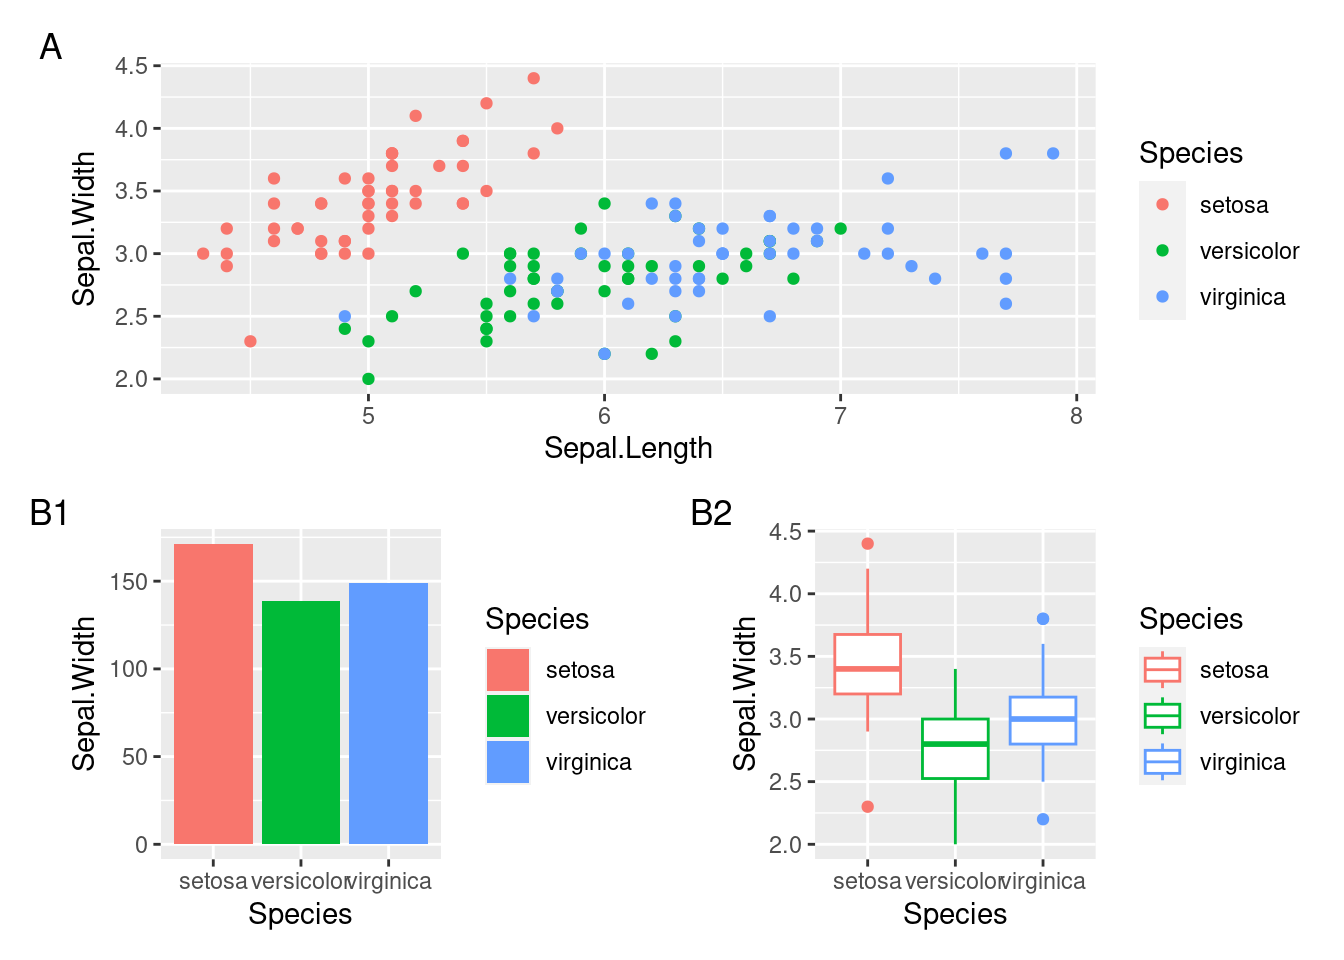 A
4.5
4.0
3.5
3.0
2.5
2.0
Sepal.Width
5 6 7 8
Sepal.Length
Species
setosa
versicolor
virginica
B1
150
100
50
0
Sepal.Width
setosa versicolor virginica
Species
Species
setosa
versicolor
virginica
B2
4.5
4.0
3.5
3.0
2.5
2.0
Sepal.Width
setosa versicolor virginica
Species
Species
setosa
versicolor
virginica